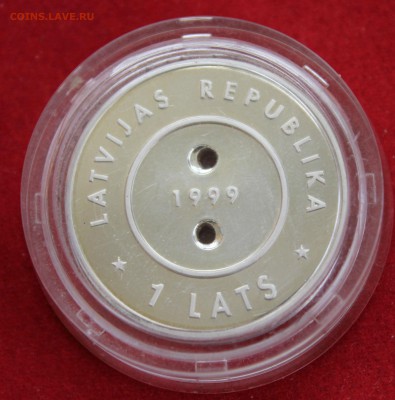 COINS.LAVE.RU
LATVIJAS REPUBLIKA
1999
1 LATS